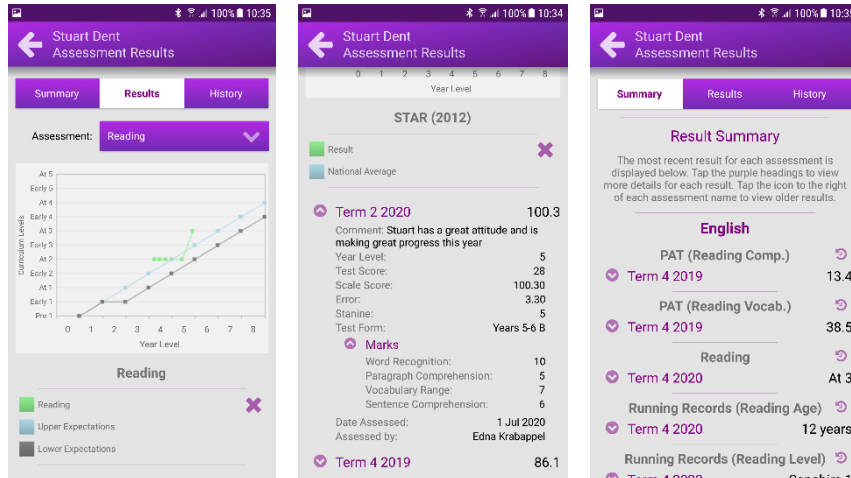 100% 10:35
Stuart Dent
Assessment Results
Summary
Results
History
Assessment:
Reading
At 5
Early 5
At 4
Early 4
At 3
Early 3
At 2
Early 2
At 1
Early 1
Pre 1
Curriculum Levels
0 1 2 3 4 5 6 7 8
Year Level
Reading
Reading
Upper Expectations
Lower Expectations
100% 10:34
Stuart Dent
Assessment Results
0 1 2 3 4 5 6 7 8
Year Level
STAR (2012)
Result
National Average
Term 2 2020 100.3
Comment: Stuart has a great attitude and is
making great progress this year
Year Level: 5
Test Score: 28
Scale Score: 100.30
Error: 3.30
Stanine: 5
Test Form: Years 5-6 B
Marks
Word Recognition: 10
Paragraph Comprehension: 5
Vocabulary Range: 7
Sentence Comprehension: 6
Date Assessed: 1 Jul 2020
Assessed by: Edna Krabappel
Term 4 2019 86.1
100% 10:35
Stuart Dent
Assessment Results
Summary
Results
History
Result Summary
The most recent result for each assessment is
displayed below. Tap the purple headings to view
more details for each result. Tap the icon to the right
of each assessment name to view older results.
English
PAT (Reading Comp.)
Term 4 2019 13.4
PAT (Reading Vocab.)
Term 4 2019 38.5
Reading
Term 4 2020 At 3
Running Records (Reading Age)
Term 4 2020 12 years
Running Records (Reading Level)